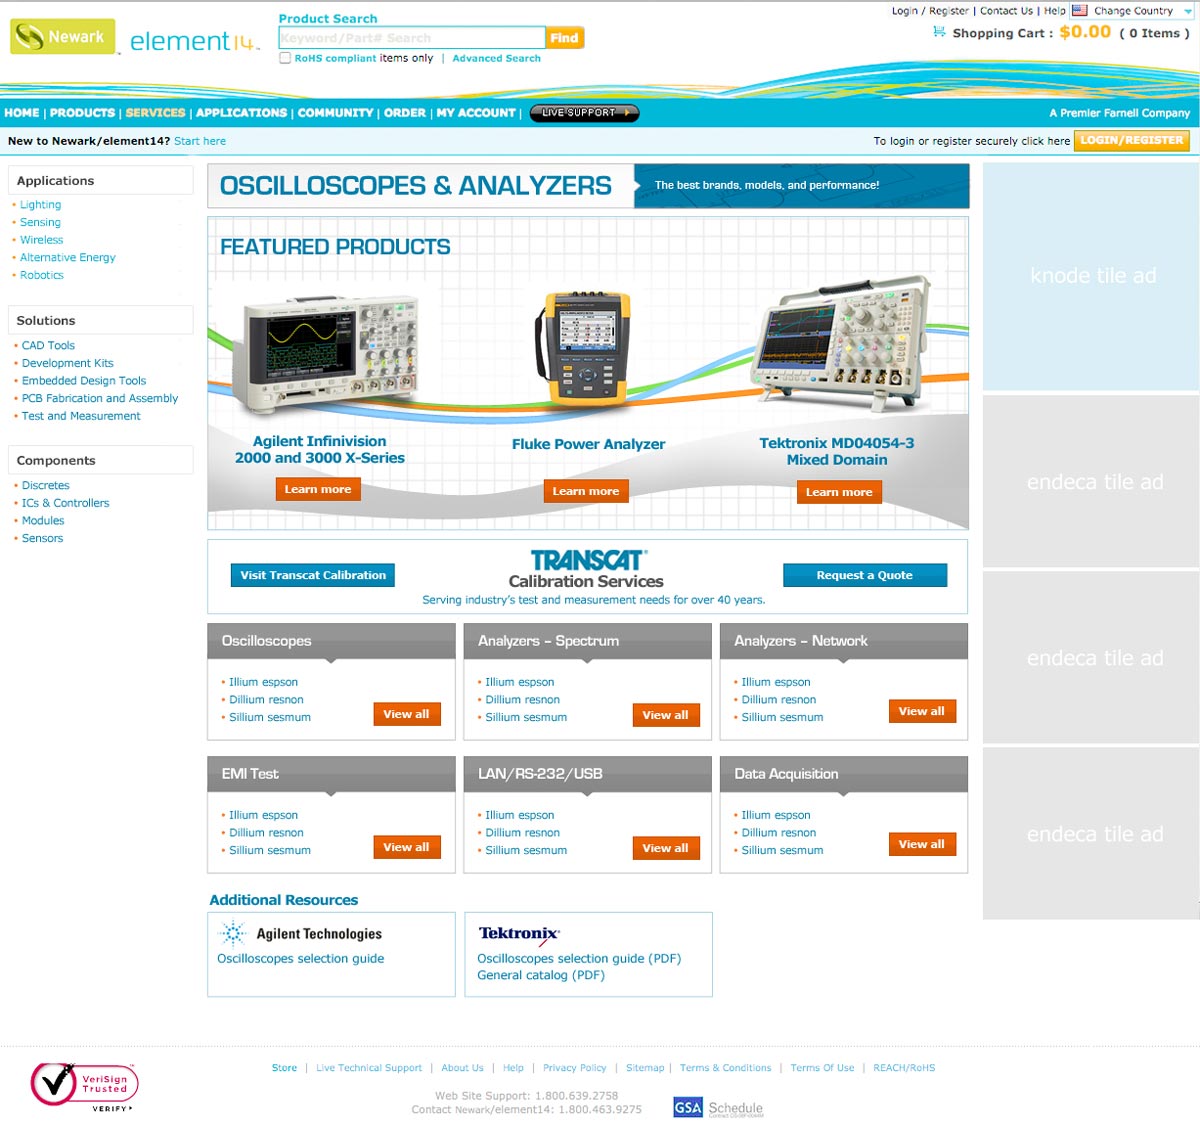 Login / Register | Contact Us | Help Change Country
Newark
element14
Product Search
Keyword/Part# Search Find
RoHS compliant items only | Advanced Search
Shopping Cart : $0.00 ( 0 Items )
HOME | PRODUCTS | SERVICES | APPLICATIONS | COMMUNITY | ORDER | MY ACCOUNT | LIVE SUPPORT
A Premier Farnell Company
New to Newark/element14? Start here
To login or register securely click here LOGIN/REGISTER
Applications
• Lighting
• Sensing
• Wireless
• Alternative Energy
• Robotics
Solutions
• CAD Tools
• Development Kits
• Embedded Design Tools
• PCB Fabrication and Assembly
• Test and Measurement
Components
• Discretes
• ICs & Controllers
• Modules
• Sensors
OSCILLOSCOPES & ANALYZERS
The best brands, models, and performance!
FEATURED PRODUCTS
Agilent Infinivision
2000 and 3000 X-Series
Learn more
Fluke Power Analyzer
Learn more
Tektronix MD04054-3
Mixed Domain
Learn more
Visit Transcat Calibration
TRANSCAT
Calibration Services
Serving industry's test and measurement needs for over 40 years.
Request a Quote
Oscilloscopes
• Illium espson
• Dillium resnon
• Sillium sesmum
View all
Analyzers – Spectrum
• Illium espson
• Dillium resnon
• Sillium sesmum
View all
Analyzers – Network
• Illium espson
• Dillium resnon
• Sillium sesmum
View all
EMI Test
• Illium espson
• Dillium resnon
• Sillium sesmum
View all
LAN/RS-232/USB
• Illium espson
• Dillium resnon
• Sillium sesmum
View all
Data Acquisition
• Illium espson
• Dillium resnon
• Sillium sesmum
View all
Additional Resources
Agilent Technologies
Oscilloscopes selection guide
Tektronix
Oscilloscopes selection guide (PDF)
General catalog (PDF)
knode tile ad
endeca tile ad
endeca tile ad
endeca tile ad
VeriSign
Trusted
VERIFY
Store | Live Technical Support | About Us | Help | Privacy Policy | Sitemap | Terms & Conditions | Terms Of Use | REACH/RoHS
Web Site Support: 1.800.639.2758
Contact Newark/element14: 1.800.463.9275
GSA Schedule